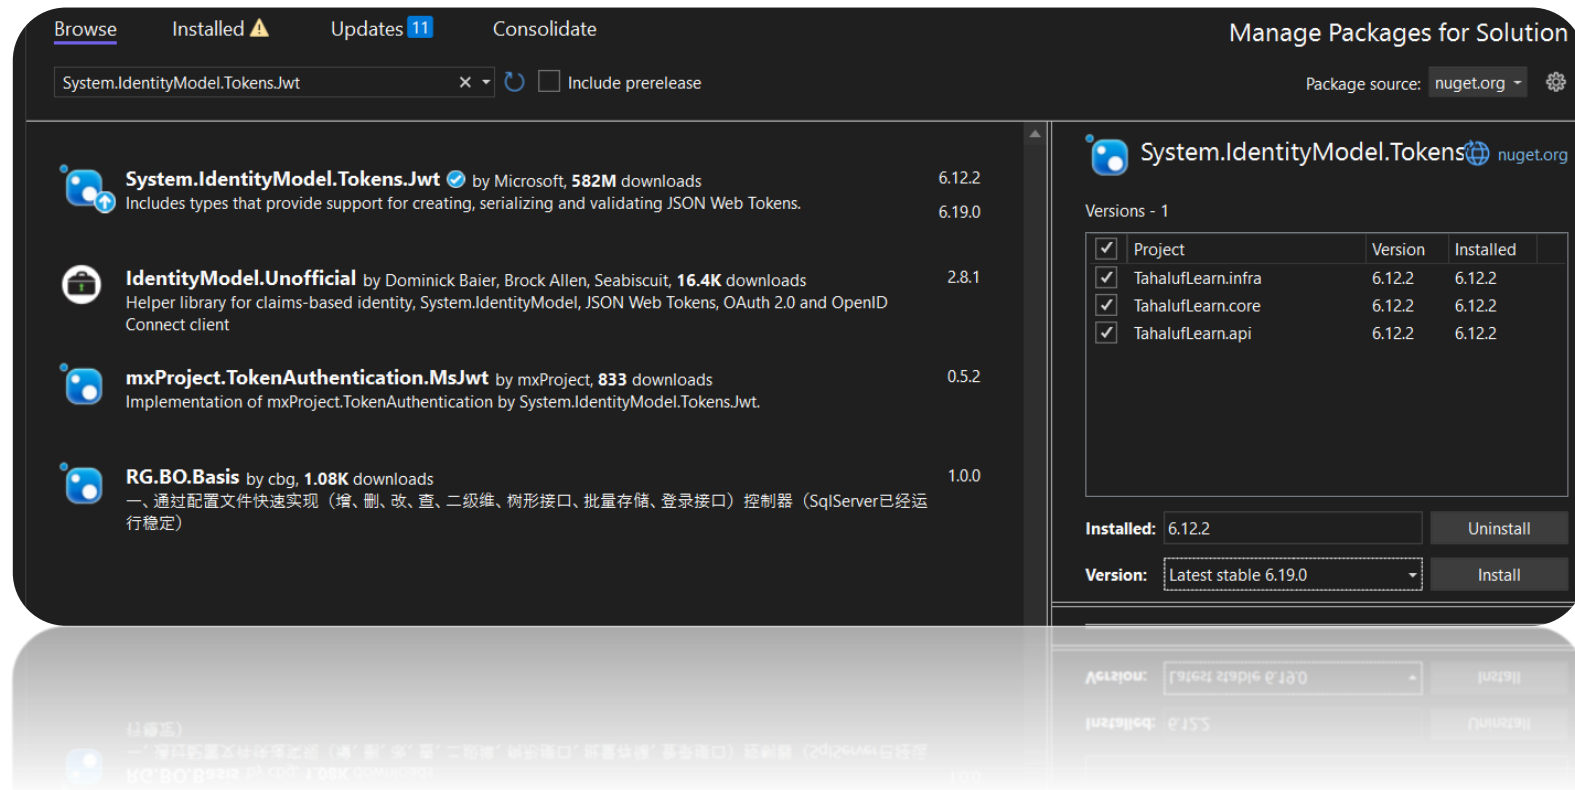 Browse Installed Updates 11 Consolidate
Manage Packages for Solution
System.IdentityModel.Tokens.Jwt
Include prerelease
Package source: nuget.org
System.IdentityModel.Tokens.Jwt by Microsoft, 582M downloads 6.12.2
Includes types that provide support for creating, serializing and validating JSON Web Tokens. 6.19.0
IdentityModel.Unofficial by Dominick Baier, Brock Allen, Seabiscuit, 16.4K downloads 2.8.1
Helper library for claims-based identity, System.IdentityModel, JSON Web Tokens, OAuth 2.0 and OpenID
Connect client
mxProject.TokenAuthentication.MsJwt by mxProject, 833 downloads 0.5.2
Implementation of mxProject.TokenAuthentication by System.IdentityModel.Tokens.Jwt.
RG.BO.Basis by cbg, 1.08K downloads 1.0.0
一、通过配置文件快速实现（增、删、改、查、二级维、树形接口、批量存储、登录接口）控制器（SqlServer已经运
行稳定）
System.IdentityModel.Tokens nuget.org
Versions - 1
Project Version Installed
TahalufLearn.infra 6.12.2 6.12.2
TahalufLearn.core 6.12.2 6.12.2
TahalufLearn.api 6.12.2 6.12.2
Installed: 6.12.2 Uninstall
Version: Latest stable 6.19.0 Install